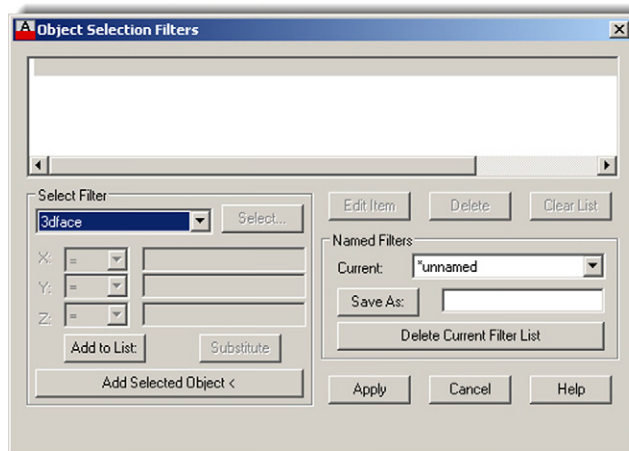 Object Selection Filters
Select Filter
3dface
Select...
X: =
Y: =
Z: =
Add to List:
Substitute
Add Selected Object <
Edit Item
Delete
Clear List
Named Filters
Current: *unnamed
Save As:
Delete Current Filter List
Apply
Cancel
Help